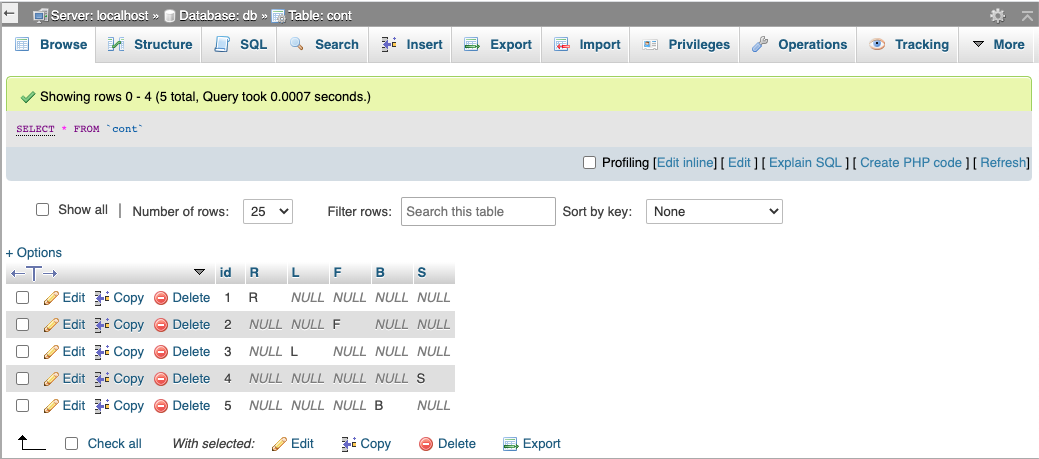 Server: localhost » Database: db » Table: cont
Browse Structure SQL Search Insert Export Import Privileges Operations Tracking More
Showing rows 0 - 4 (5 total, Query took 0.0007 seconds.)
SELECT * FROM `cont`
Profiling [Edit inline] [ Edit ] [ Explain SQL ] [ Create PHP code ] [ Refresh]
Show all | Number of rows: 25 Filter rows: Search this table Sort by key: None
+ Options
←T→ id R L F B S
Edit Copy Delete 1 R NULL NULL NULL NULL
Edit Copy Delete 2 NULL NULL F NULL NULL
Edit Copy Delete 3 NULL L NULL NULL NULL
Edit Copy Delete 4 NULL NULL NULL NULL S
Edit Copy Delete 5 NULL NULL NULL B NULL
Check all With selected: Edit Copy Delete Export